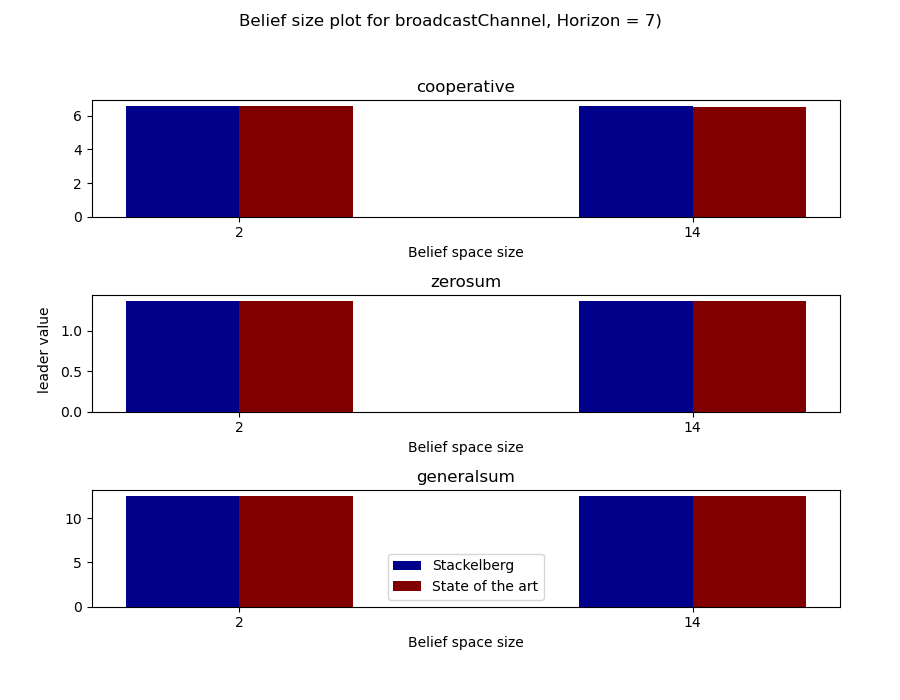 Belief size plot for broadcastChannel, Horizon = 7)
cooperative
6
4
2
0
2 14
Belief space size
zerosum
leader value
1.0
0.5
0.0
2 14
Belief space size
generalsum
10
5
0
Stackelberg
State of the art
2 14
Belief space size